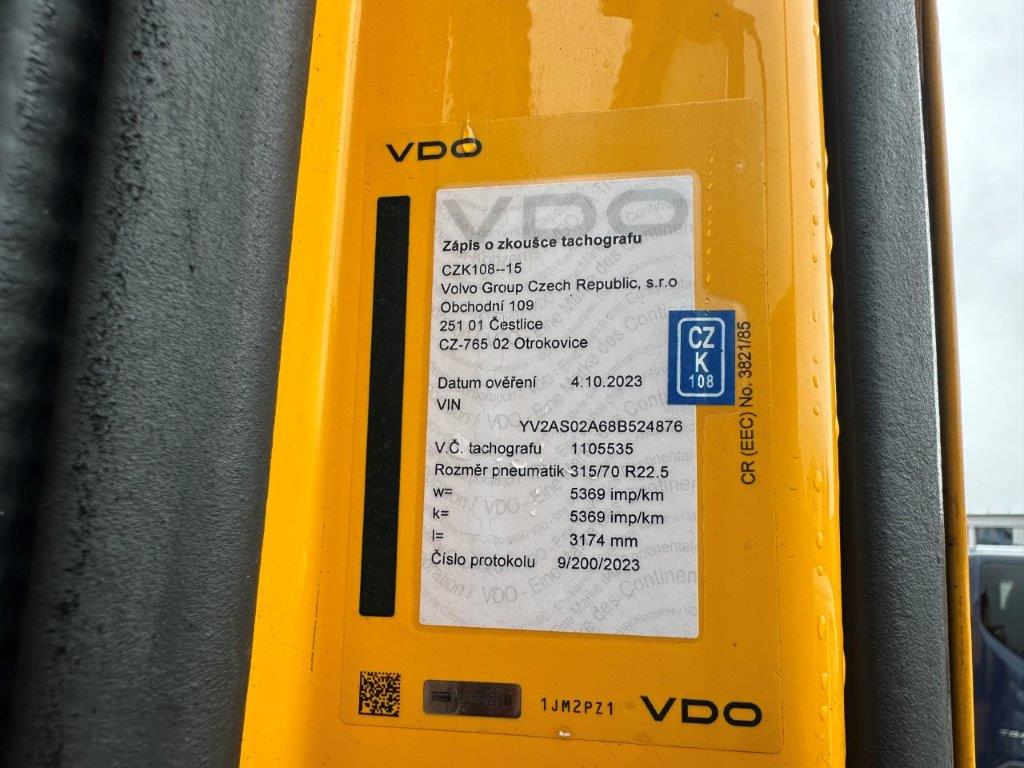 VDO
VDO
Zápis o zkoušce tachografu
CZK108--15
Volvo Group Czech Republic, s.r.o
Obchodní 109
251 01 Čestlice
CZ-765 02 Otrokovice
CZ
K
108
CR (EEC) No. 3821/85
Datum ověření 4.10.2023
VIN
YV2AS02A68B524876
V.Č. tachografu 1105535
Rozměr pneumatik 315/70 R22.5
w= 5369 imp/km
k= 5369 imp/km
l= 3174 mm
Číslo protokolu 9/200/2023
1JM2PZ1
VDO